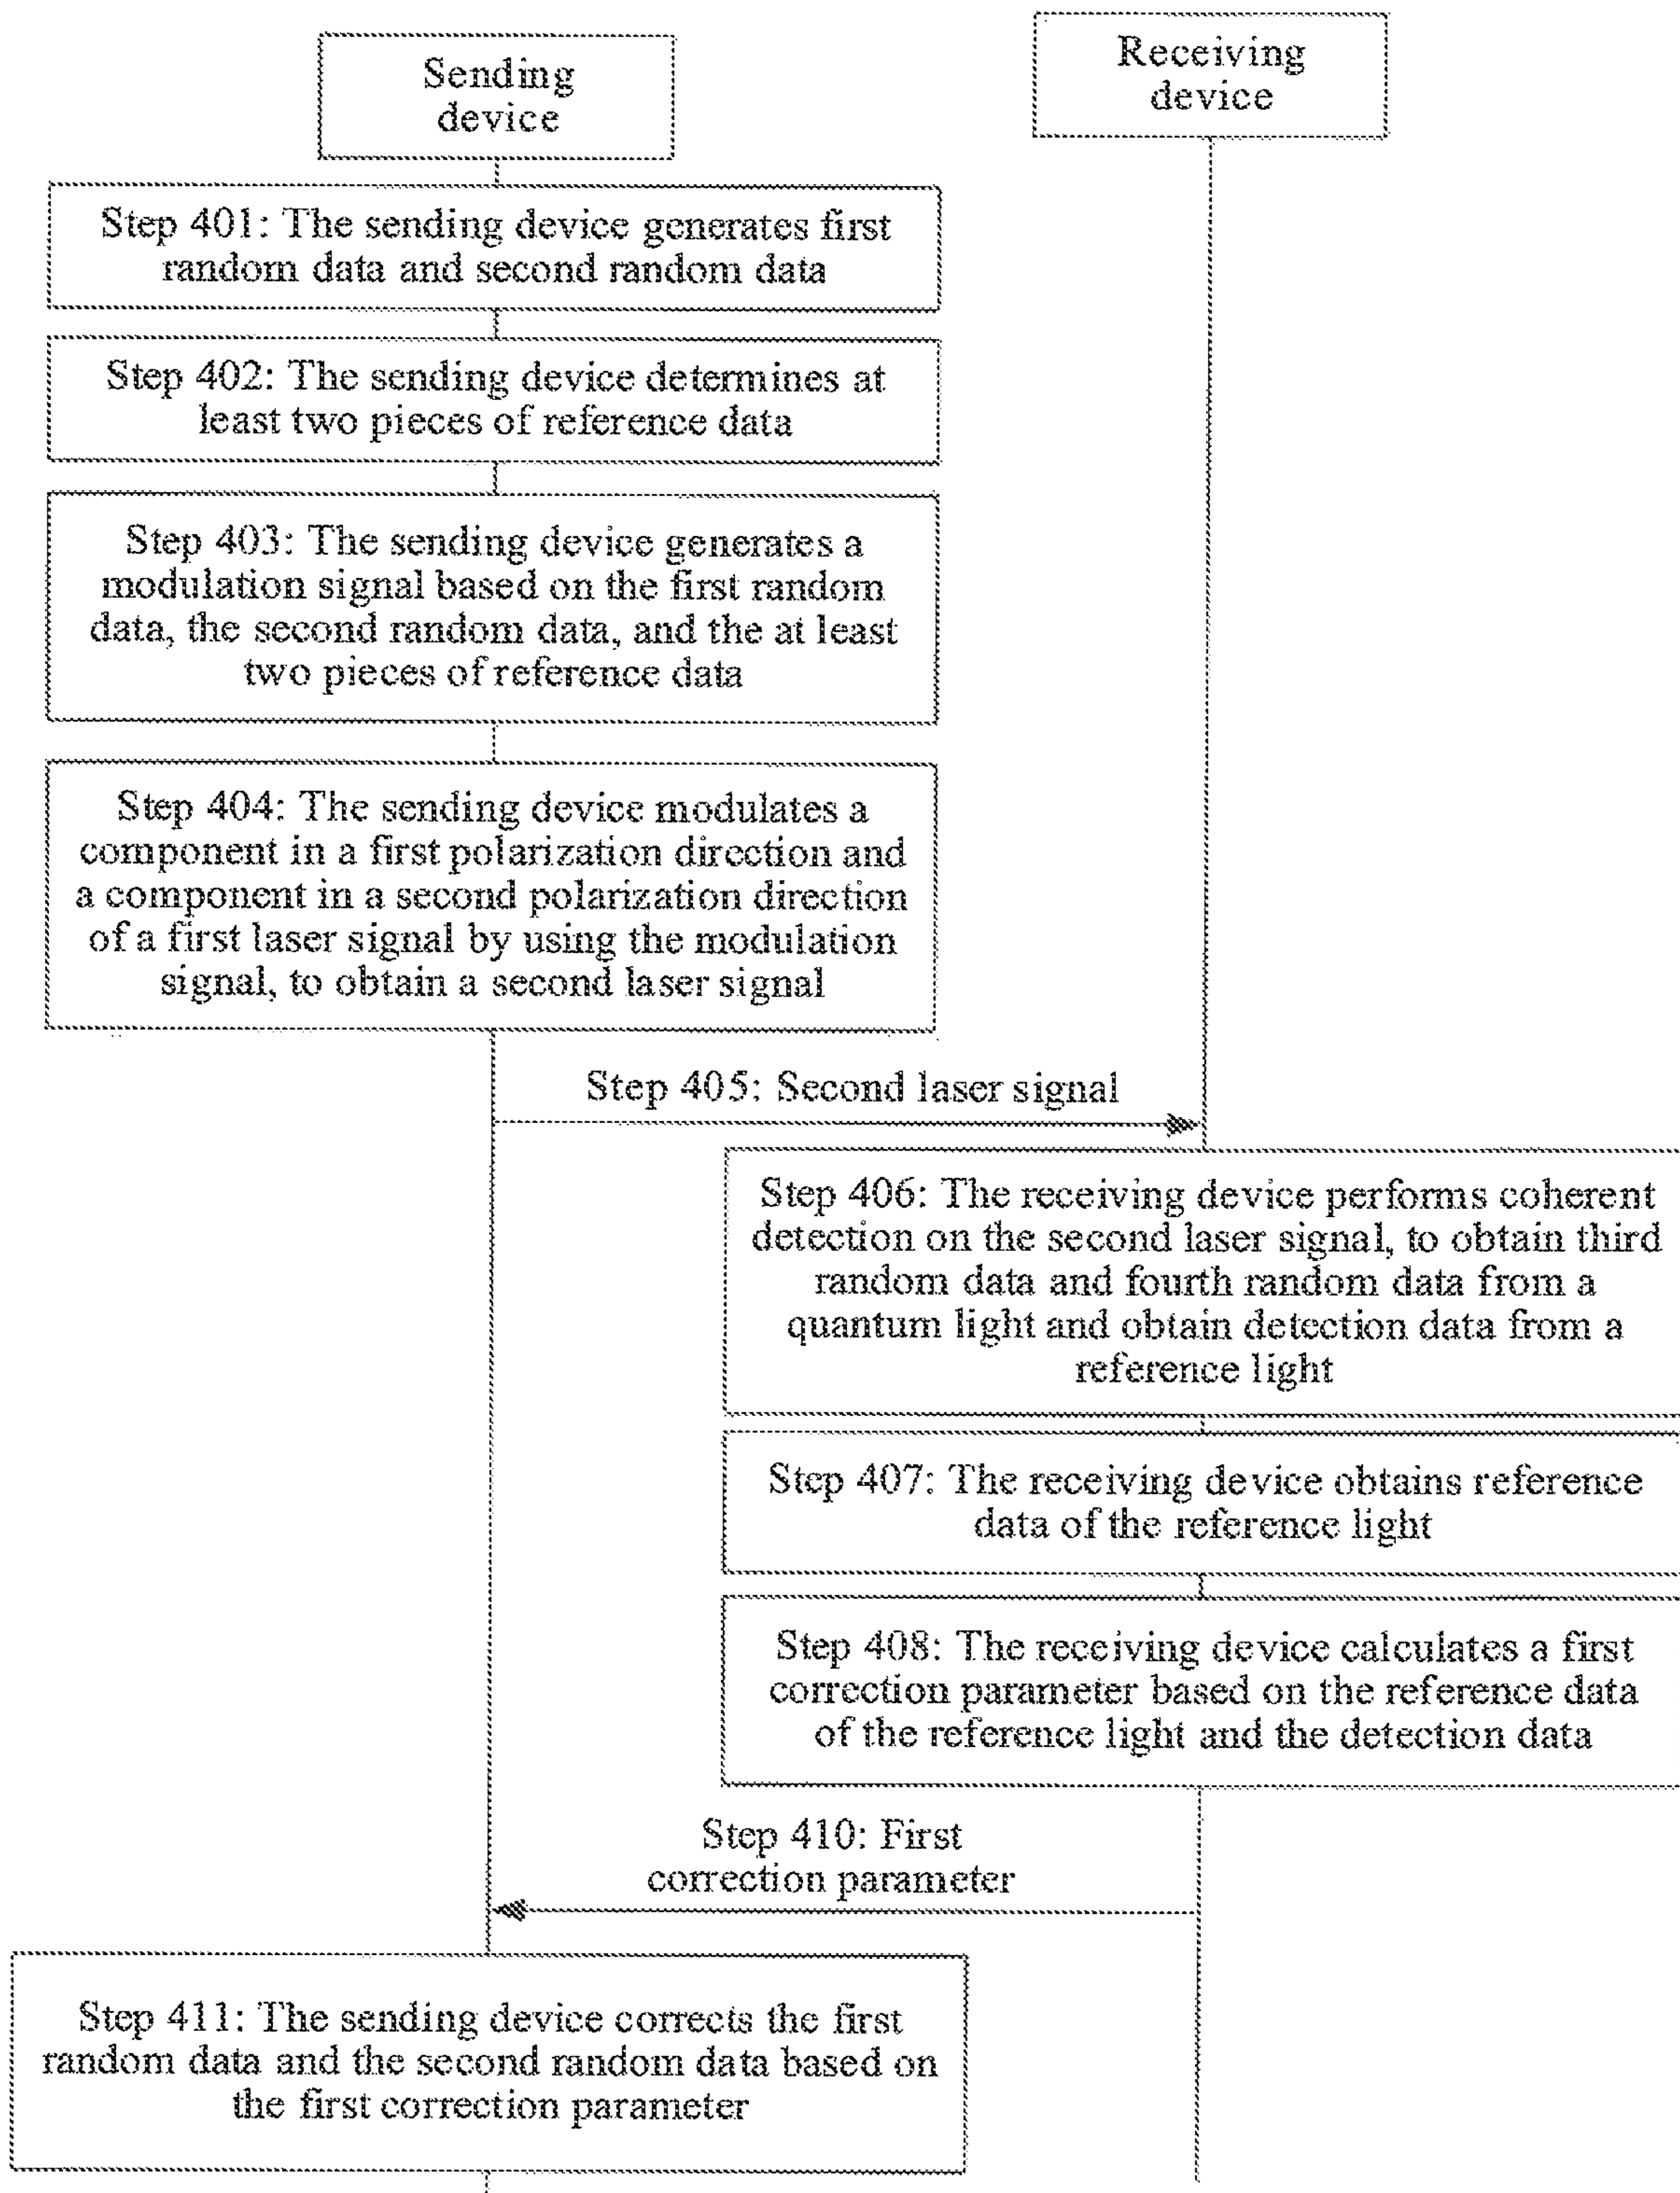 Sending
device
Receiving
device
Step 401: The sending device generates first
random data and second random data
Step 402: The sending device determines at
least two pieces of reference data
Step 403: The sending device generates a
modulation signal based on the first random
data, the second random data, and the at least
two pieces of reference data
Step 404: The sending device modulates a
component in a first polarization direction and
a component in a second polarization direction
of a first laser signal by using the modulation
signal, to obtain a second laser signal
Step 405: Second laser signal
Step 406: The receiving device performs coherent
detection on the second laser signal, to obtain third
random data and fourth random data from a
quantum light and obtain detection data from a
reference light
Step 407: The receiving device obtains reference
data of the reference light
Step 408: The receiving device calculates a first
correction parameter based on the reference data
of the reference light and the detection data
Step 410: First
correction parameter
Step 411: The sending device corrects the first
random data and the second random data based on
the first correction parameter